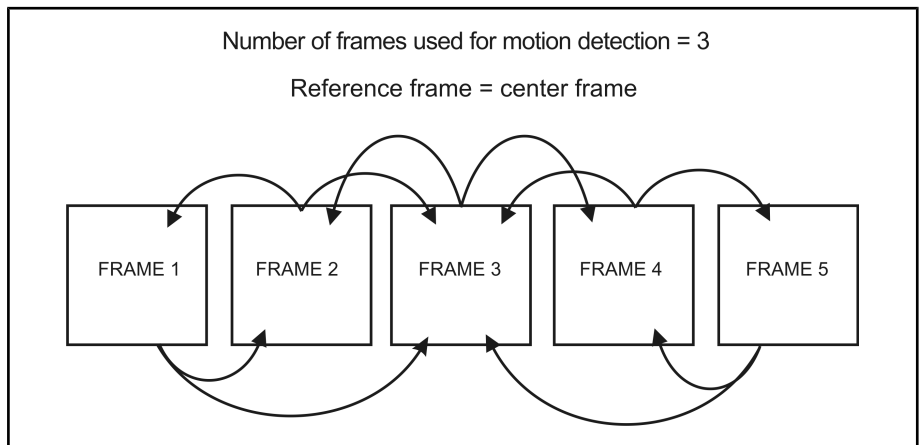 Number of frames used for motion detection = 3
Reference frame = center frame
FRAME 1
FRAME 2
FRAME 3
FRAME 4
FRAME 5